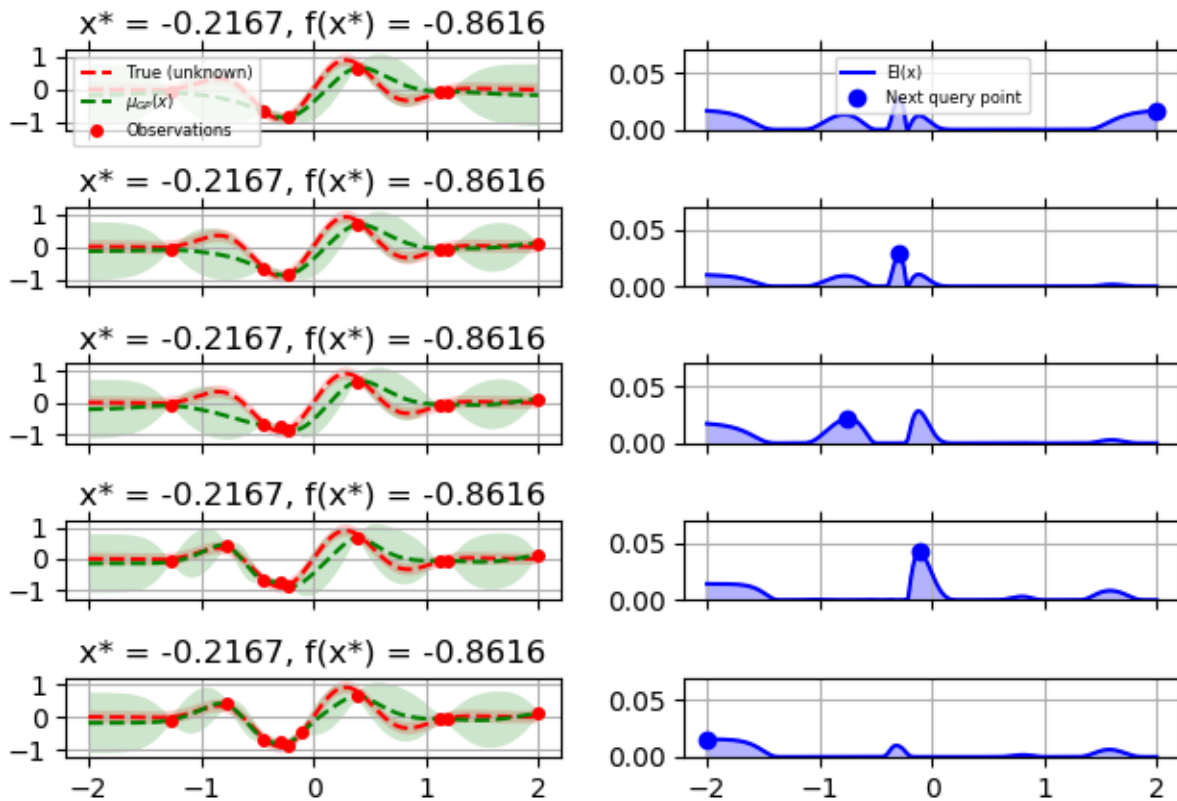 x* = -0.2167, f(x*) = -0.8616
1
0
−1
True (unknown)
μGP(x)
Observations
0.05
0.00
EI(x)
Next query point
x* = -0.2167, f(x*) = -0.8616
1
0
−1
0.05
0.00
x* = -0.2167, f(x*) = -0.8616
1
0
−1
0.05
0.00
x* = -0.2167, f(x*) = -0.8616
1
0
−1
0.05
0.00
x* = -0.2167, f(x*) = -0.8616
1
0
−1
0.05
0.00
−2 −1 0 1 2
−2 −1 0 1 2